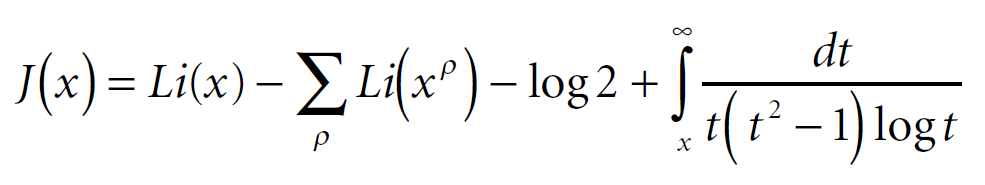 J(x) = Li(x) − ∑_ρ Li(x^ρ) − log 2 + ∫_x^∞ dt / (t(t² − 1) log t)